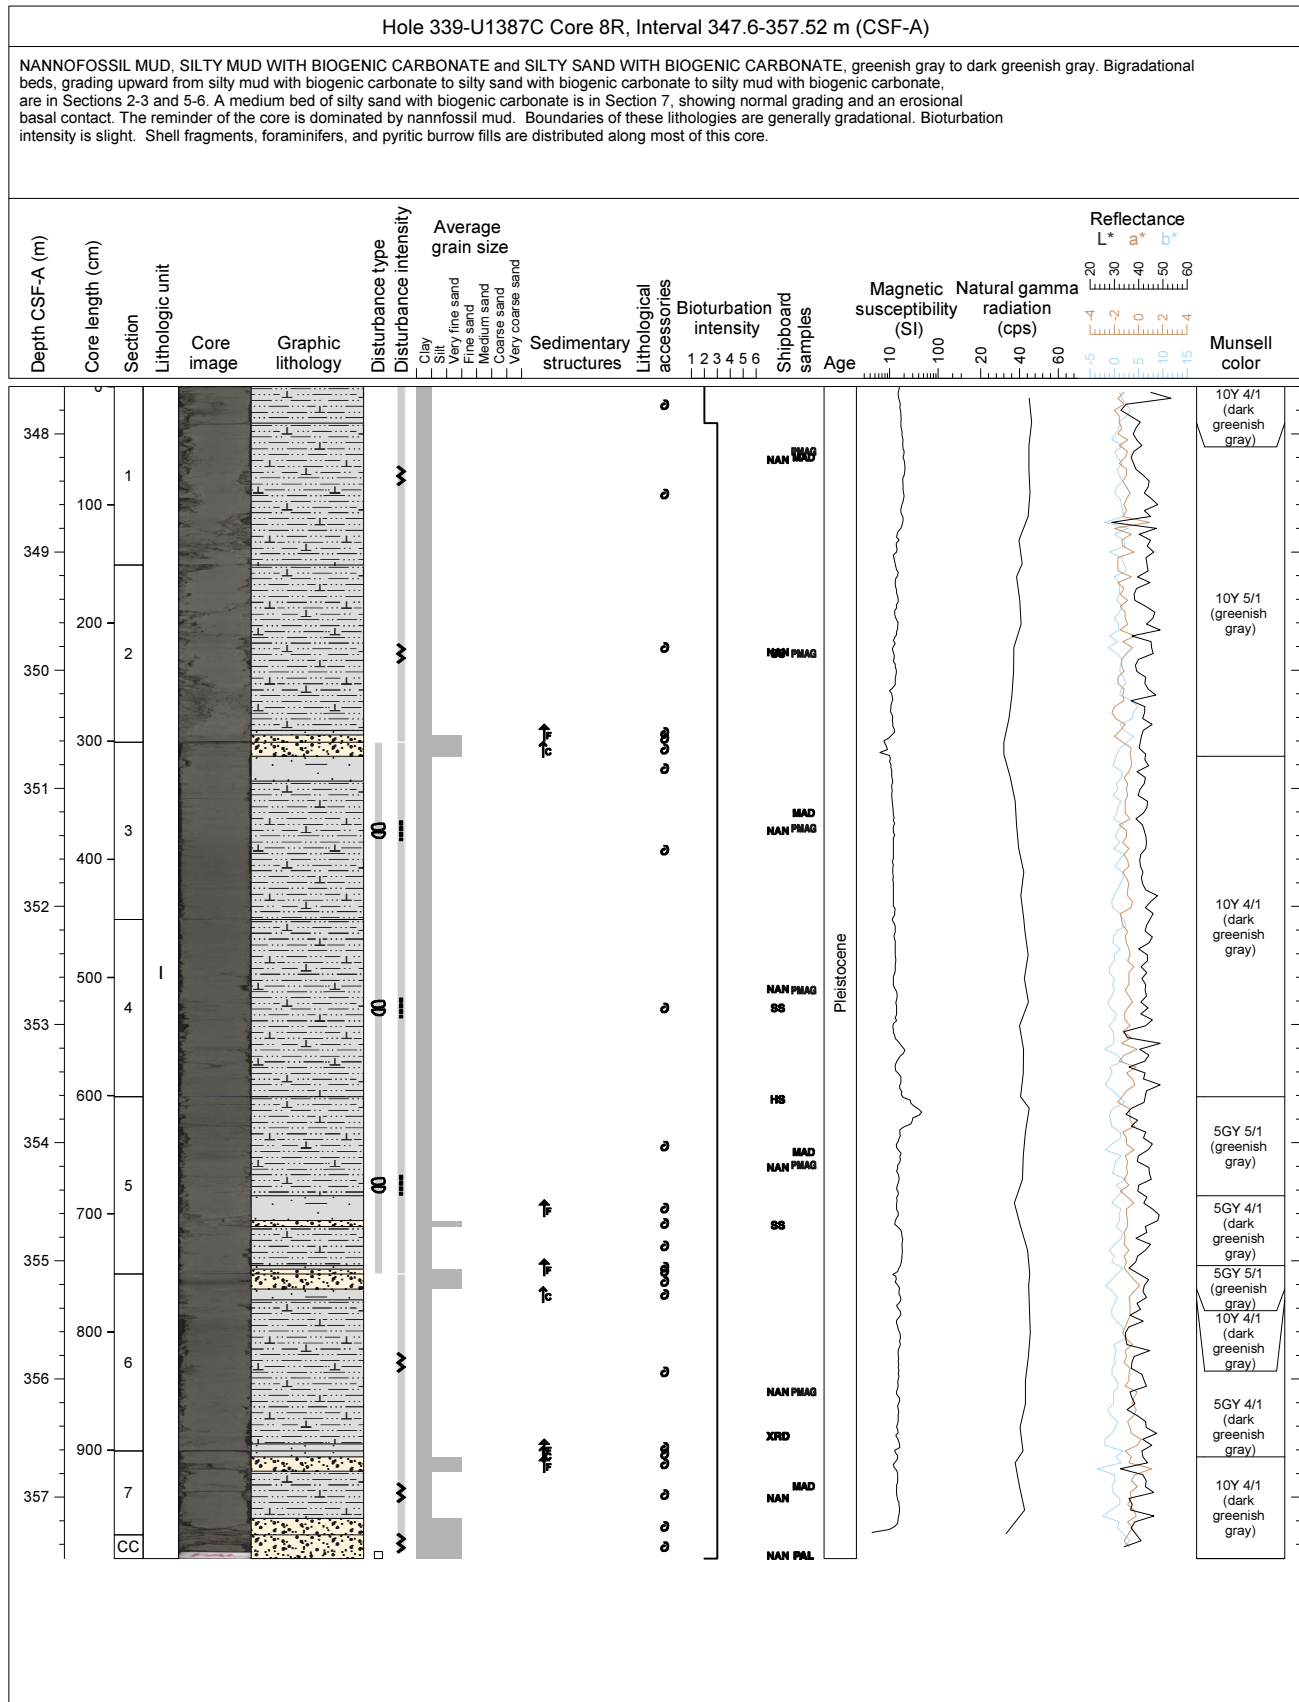 Hole 339-U1387C Core 8R, Interval 347.6-357.52 m (CSF-A)
NANNOFOSSIL MUD, SILTY MUD WITH BIOGENIC CARBONATE and SILTY SAND WITH BIOGENIC CARBONATE, greenish gray to dark greenish gray. Bigradational
beds, grading upward from silty mud with biogenic carbonate to silty sand with biogenic carbonate to silty mud with biogenic carbonate,
are in Sections 2-3 and 5-6. A medium bed of silty sand with biogenic carbonate is in Section 7, showing normal grading and an erosional
basal contact. The reminder of the core is dominated by nannfossil mud. Boundaries of these lithologies are generally gradational. Bioturbation
intensity is slight. Shell fragments, foraminifers, and pyritic burrow fills are distributed along most of this core.
Depth CSF-A (m)
Core length (cm)
Section
Lithologic unit
Core
image
Graphic
lithology
Disturbance type
Disturbance intensity
Average
grain size
Clay
Silt
Very fine sand
Fine sand
Medium sand
Coarse sand
Very coarse sand
Sedimentary
structures
Lithological
accessories
Bioturbation
intensity
1 2 3 4 5 6
Shipboard
samples
Age
Magnetic
susceptibility
(SI)
10 100
Natural gamma
radiation
(cps)
20 40 60
Reflectance
L* a* b*
20 30 40 50 60
-4 -2 0 2 4
-5 0 5 10 15
Munsell
color
348
349
350
351
352
353
354
355
356
357
0
100
200
300
400
500
600
700
800
900
1
2
3
4
5
6
7
CC
I
F
C
F
F
C
F
PMAG
NAN MAD
NAN PMAG
MAD
NAN PMAG
NAN PMAG
SS
HS
MAD
NAN PMAG
SS
NAN PMAG
XRD
MAD
NAN
NAN PAL
Pleistocene
10Y 4/1
(dark
greenish
gray)
10Y 5/1
(greenish
gray)
10Y 4/1
(dark
greenish
gray)
5GY 5/1
(greenish
gray)
5GY 4/1
(dark
greenish
gray)
5GY 5/1
(greenish
gray)
10Y 4/1
(dark
greenish
gray)
5GY 4/1
(dark
greenish
gray)
10Y 4/1
(dark
greenish
gray)